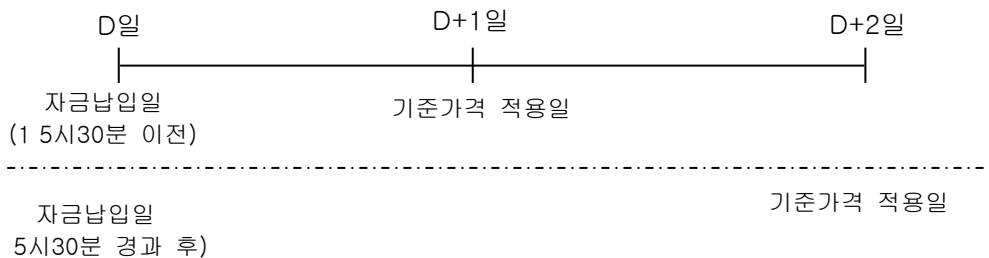 D일 D+1일 D+2일
자금납입일 기준가격 적용일
(1 5시30분 이전)
자금납입일 기준가격 적용일
5시30분 경과 후)